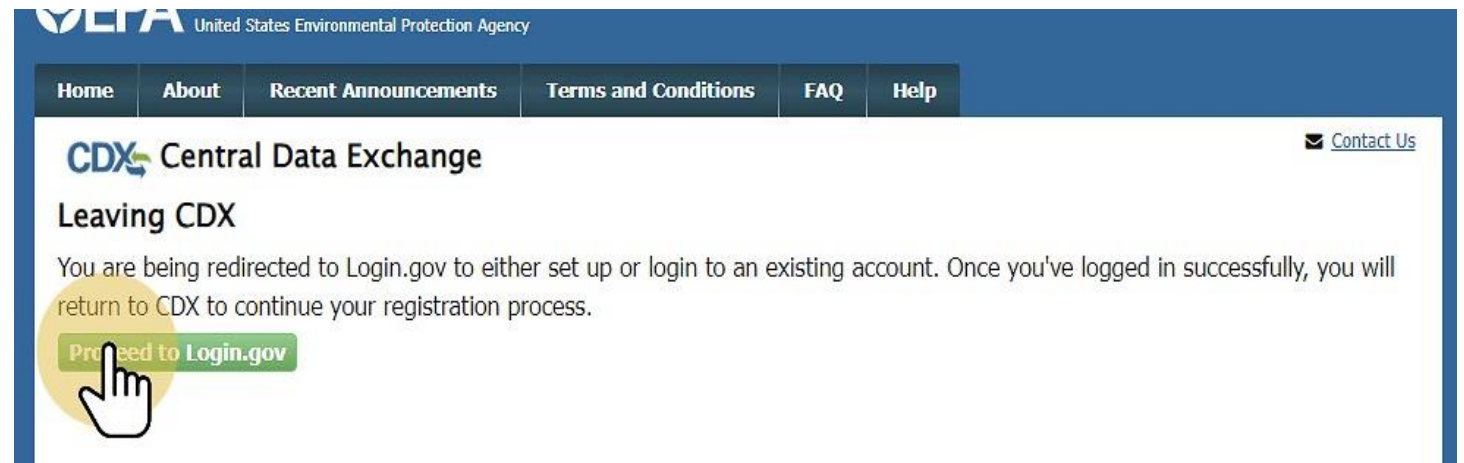 EPA United States Environmental Protection Agency
Home About Recent Announcements Terms and Conditions FAQ Help
CDX Central Data Exchange Contact Us
Leaving CDX
You are being redirected to Login.gov to either set up or login to an existing account. Once you've logged in successfully, you will
return to CDX to continue your registration process.
Proceed to Login.gov